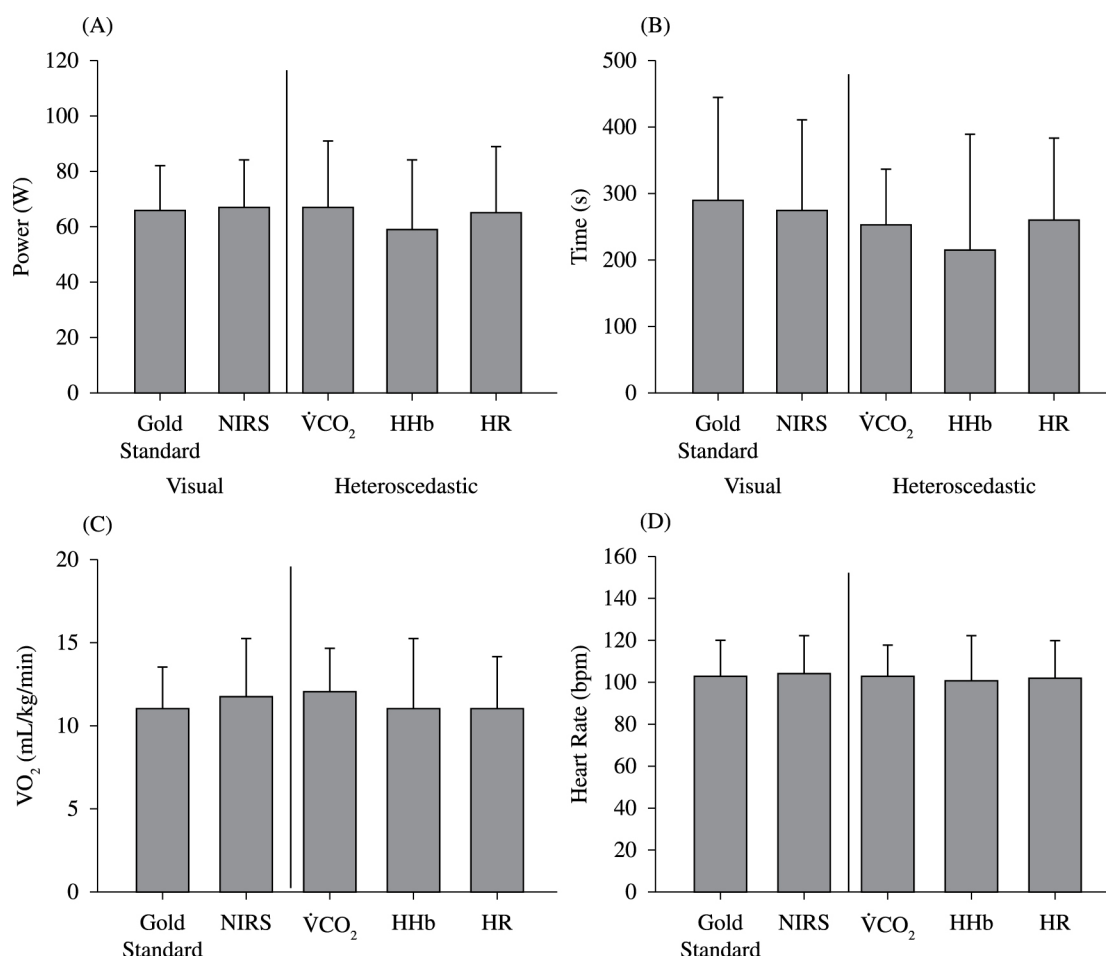 (A)
120
100
80
60
40
20
0
Power (W)
Gold Standard
NIRS
V̇CO₂
HHb
HR
Visual
Heteroscedastic
(B)
500
400
300
200
100
0
Time (s)
Gold Standard
NIRS
V̇CO₂
HHb
HR
Visual
Heteroscedastic
(C)
20
15
10
5
0
VO₂ (mL/kg/min)
Gold Standard
NIRS
V̇CO₂
HHb
HR
(D)
160
140
120
100
80
60
40
20
0
Heart Rate (bpm)
Gold Standard
NIRS
V̇CO₂
HHb
HR